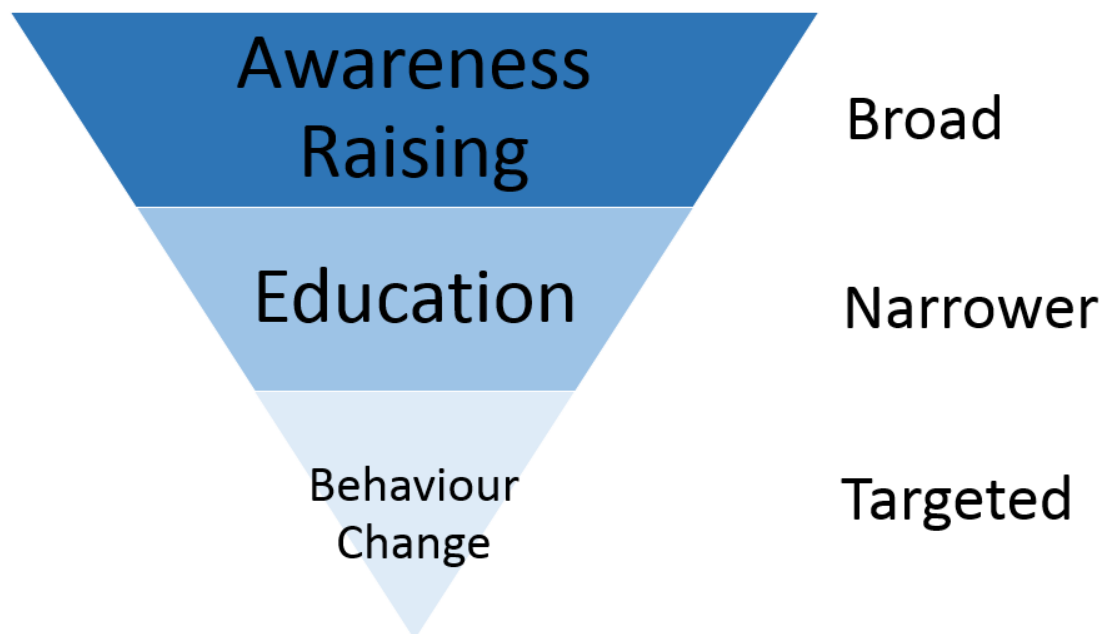 Awareness
Raising
Broad
Education
Narrower
Behaviour
Change
Targeted